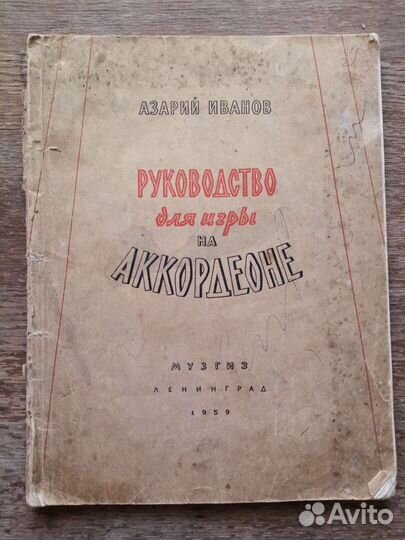 АЗАРИЙ ИВАНОВ
РУКОВОДСТВО
для игры
НА
АККОРДЕОНЕ
МУЗГИЗ
ЛЕНИНГРАД
1959
Avito